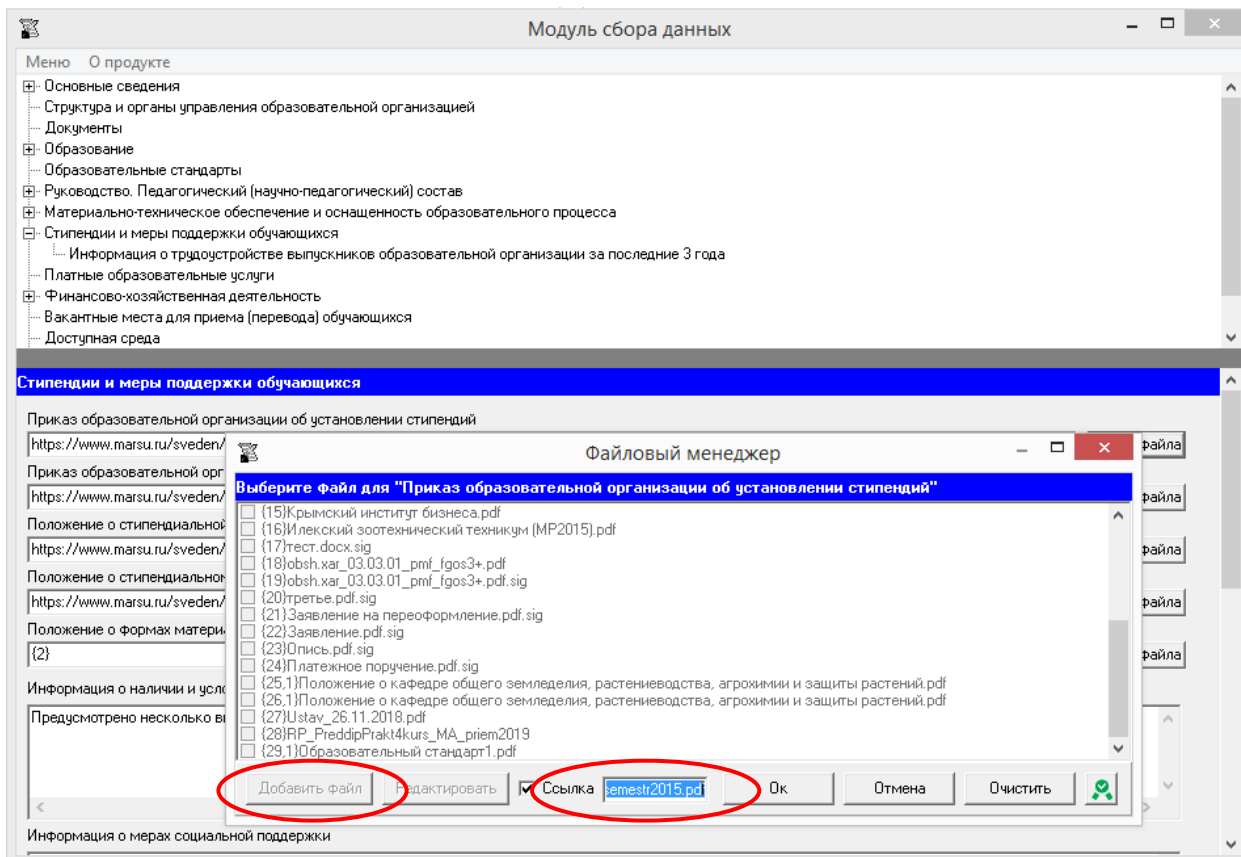 Модуль сбора данных
Меню О продукте
Основные сведения
Структура и органы управления образовательной организацией
Документы
Образование
Образовательные стандарты
Руководство. Педагогический (научно-педагогический) состав
Материально-техническое обеспечение и оснащенность образовательного процесса
Стипендии и меры поддержки обучающихся
Информация о трудоустройстве выпускников образовательной организации за последние 3 года
Платные образовательные услуги
Финансово-хозяйственная деятельность
Вакантные места для приема (перевода) обучающихся
Доступная среда
Стипендии и меры поддержки обучающихся
Приказ образовательной организации об установлении стипендий
https://www.marsu.ru/sveden/ файла
Приказ образовательной орг
https://www.marsu.ru/sveden/ файла
Положение о стипендиальной
https://www.marsu.ru/sveden/ файла
Положение о стипендиальном
https://www.marsu.ru/sveden/ файла
Положение о формах матери
{2} файла
Информация о наличии и усло
Предусмотрено несколько в
Информация о мерах социальной поддержки
Файловый менеджер
Выберите файл для "Приказ образовательной организации об установлении стипендий"
{15}Крымский институт бизнеса.pdf
{16}Илекский зоотехнический техникум (МР2015).pdf
{17}тест.docx.sig
{18}obsh.xar_03.03.01_pmf_fgos3+.pdf
{19}obsh.xar_03.03.01_pmf_fgos3+.pdf.sig
{20}третье.pdf.sig
{21}Заявление на переоформление.pdf.sig
{22}Заявление.pdf.sig
{23}Опись.pdf.sig
{24}Платежное поручение.pdf.sig
{25,1}Положение о кафедре общего земледелия, растениеводства, агрохимии и защиты растений.pdf
{26,1}Положение о кафедре общего земледелия, растениеводства, агрохимии и защиты растений.pdf
{27}Ustav_26.11.2018.pdf
{28}RP_PreddipPrakt4kurs_MA_priem2019
{29,1}Образовательный стандарт1.pdf
Добавить файл Редактировать Ссылка semestr2015.pdf Ок Отмена Очистить